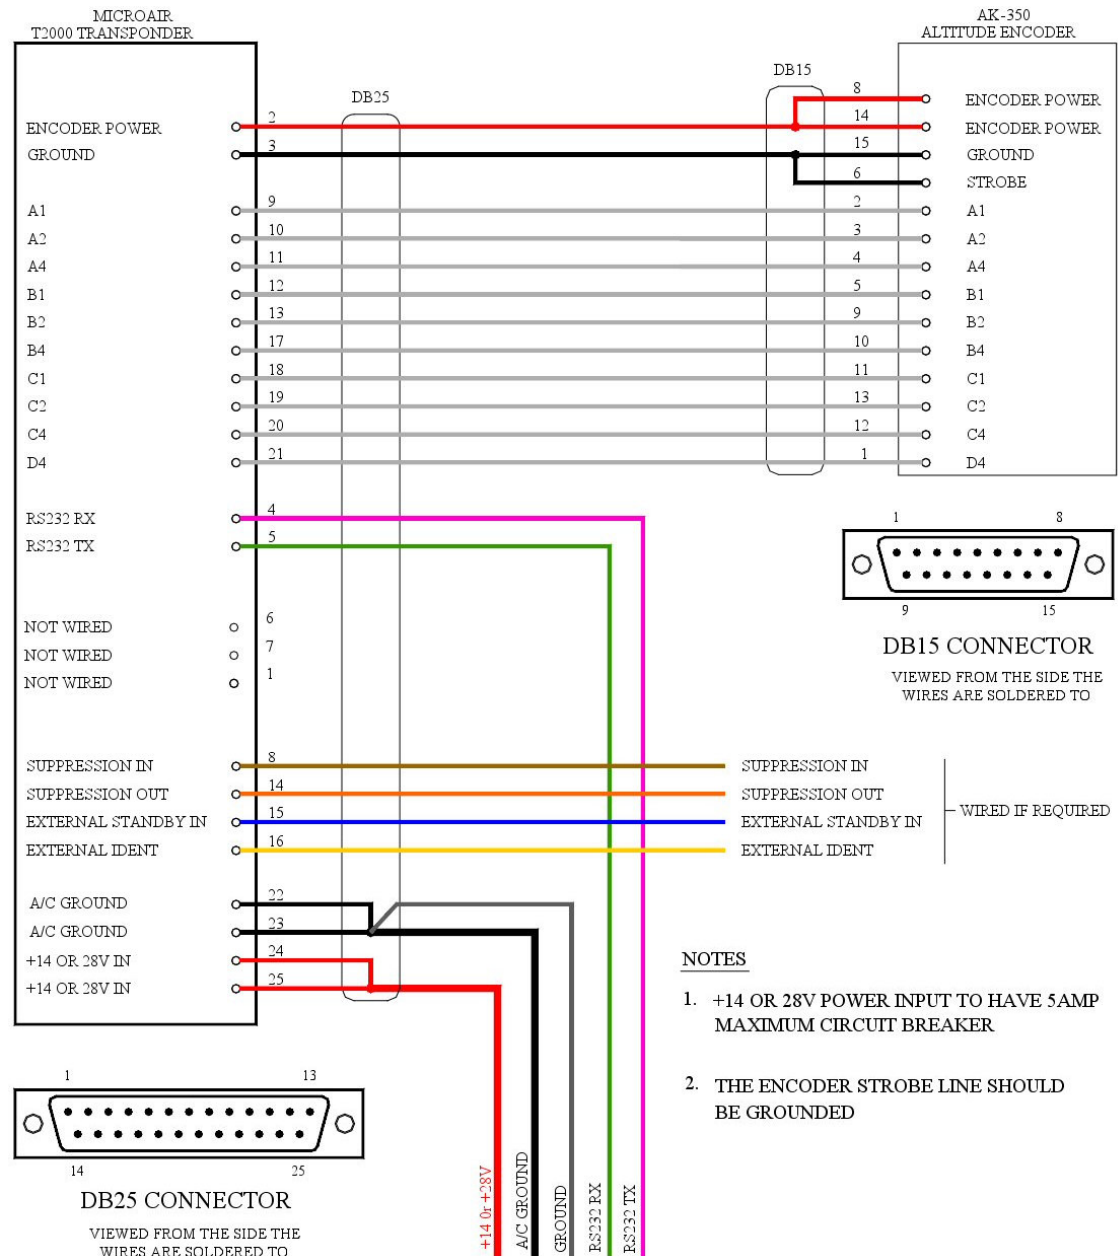 MICROAIR
T2000 TRANSPONDER
AK-350
ALTITUDE ENCODER
DB25
DB15
ENCODER POWER 2 8 ENCODER POWER
14 ENCODER POWER
GROUND 3 15 GROUND
6 STROBE
A1 9 2 A1
A2 10 3 A2
A4 11 4 A4
B1 12 5 B1
B2 13 9 B2
B4 17 10 B4
C1 18 11 C1
C2 19 13 C2
C4 20 12 C4
D4 21 1 D4
RS232 RX 4
RS232 TX 5
NOT WIRED 6
NOT WIRED 7
NOT WIRED 1
1 8
9 15
DB15 CONNECTOR
VIEWED FROM THE SIDE THE
WIRES ARE SOLDERED TO
SUPPRESSION IN 8 SUPPRESSION IN
SUPPRESSION OUT 14 SUPPRESSION OUT
EXTERNAL STANDBY IN 15 EXTERNAL STANDBY IN
EXTERNAL IDENT 16 EXTERNAL IDENT
WIRED IF REQUIRED
A/C GROUND 22
A/C GROUND 23
+14 OR 28V IN 24
+14 OR 28V IN 25
NOTES
1. +14 OR 28V POWER INPUT TO HAVE 5AMP
MAXIMUM CIRCUIT BREAKER
2. THE ENCODER STROBE LINE SHOULD
BE GROUNDED
1 13
14 25
DB25 CONNECTOR
VIEWED FROM THE SIDE THE
WIRES ARE SOLDERED TO
+14 0r +28V
A/C GROUND
GROUND
RS232 RX
RS232 TX